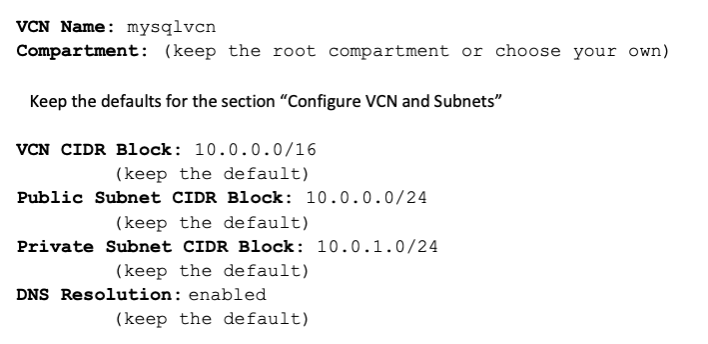 VCN Name: mysqlvcn
Compartment: (keep the root compartment or choose your own)
Keep the defaults for the section “Configure VCN and Subnets”
VCN CIDR Block: 10.0.0.0/16
(keep the default)
Public Subnet CIDR Block: 10.0.0.0/24
(keep the default)
Private Subnet CIDR Block: 10.0.1.0/24
(keep the default)
DNS Resolution: enabled
(keep the default)